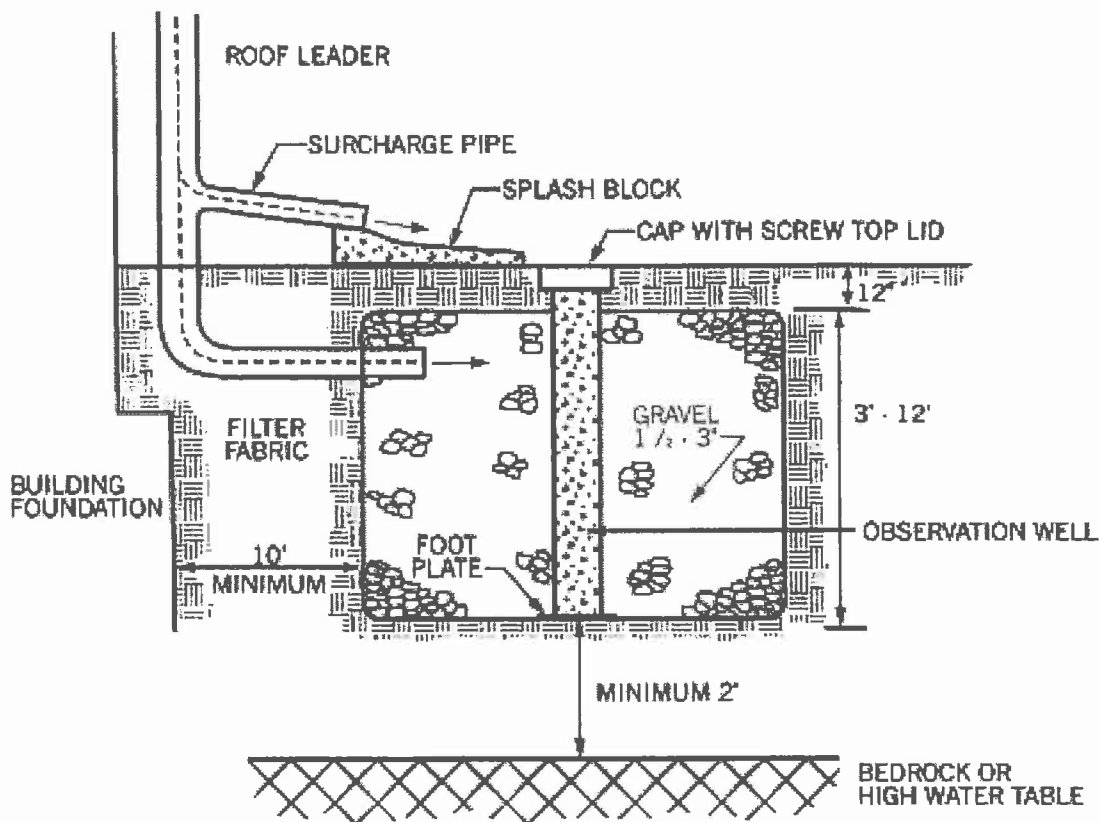 ROOF LEADER
SURCHARGE PIPE
SPLASH BLOCK
CAP WITH SCREW TOP LID
12"
3' - 12'
GRAVEL
1 1/2 - 3"
FILTER
FABRIC
BUILDING
FOUNDATION
10'
MINIMUM
FOOT
PLATE
OBSERVATION WELL
MINIMUM 2'
BEDROCK OR
HIGH WATER TABLE